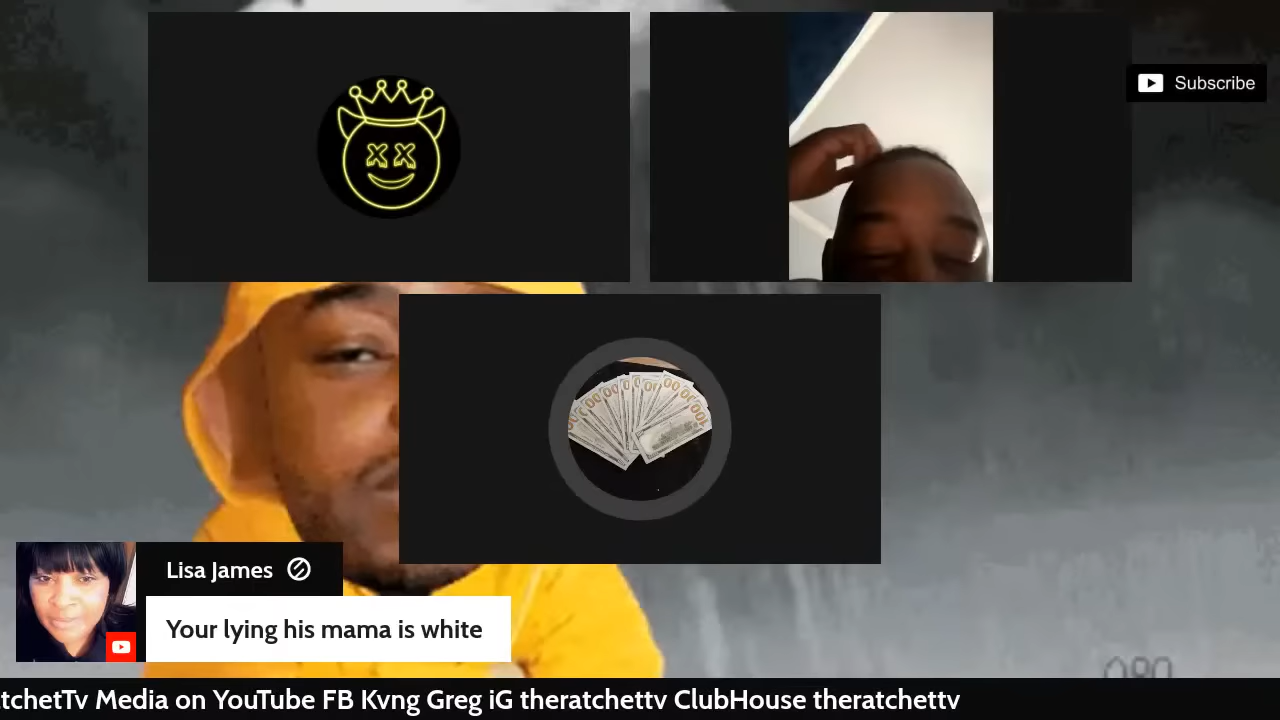 Subscribe
Lisa James
Your lying his mama is white
tchetTv Media on YouTube FB Kvng Greg iG theratchettv ClubHouse theratchettv